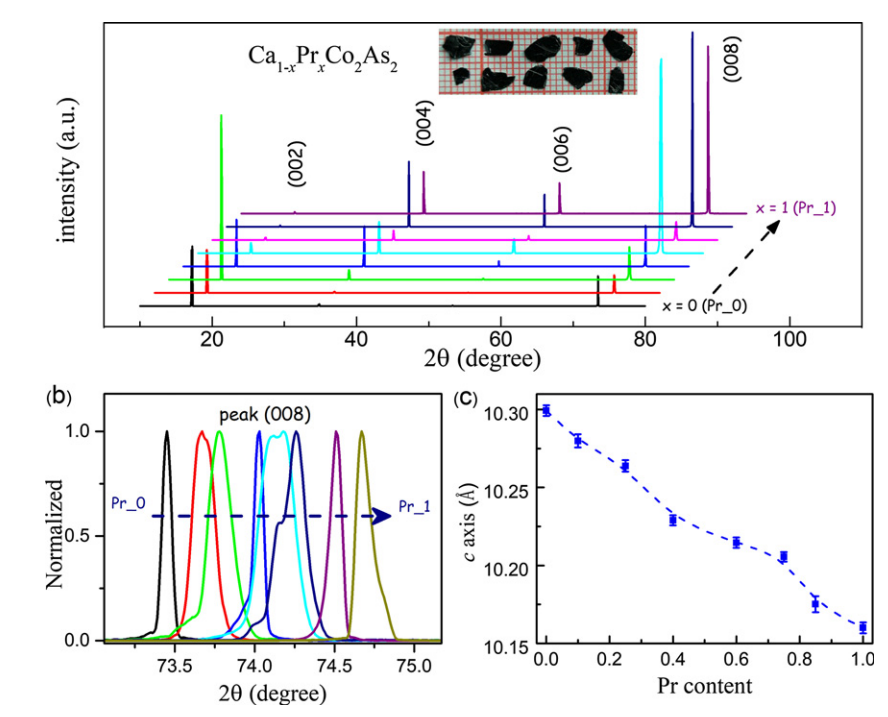 Ca1-xPrxCo2As2
(002)
(004)
(006)
(008)
x = 1 (Pr_1)
x = 0 (Pr_0)
intensity (a.u.)
20 40 60 80 100
2θ (degree)
(b)
peak (008)
1.0
0.5
0.0
Pr_0
Pr_1
Normalized
73.5 74.0 74.5 75.0
2θ (degree)
(c)
10.30
10.25
10.20
10.15
c axis (Å)
0.0 0.2 0.4 0.6 0.8 1.0
Pr content